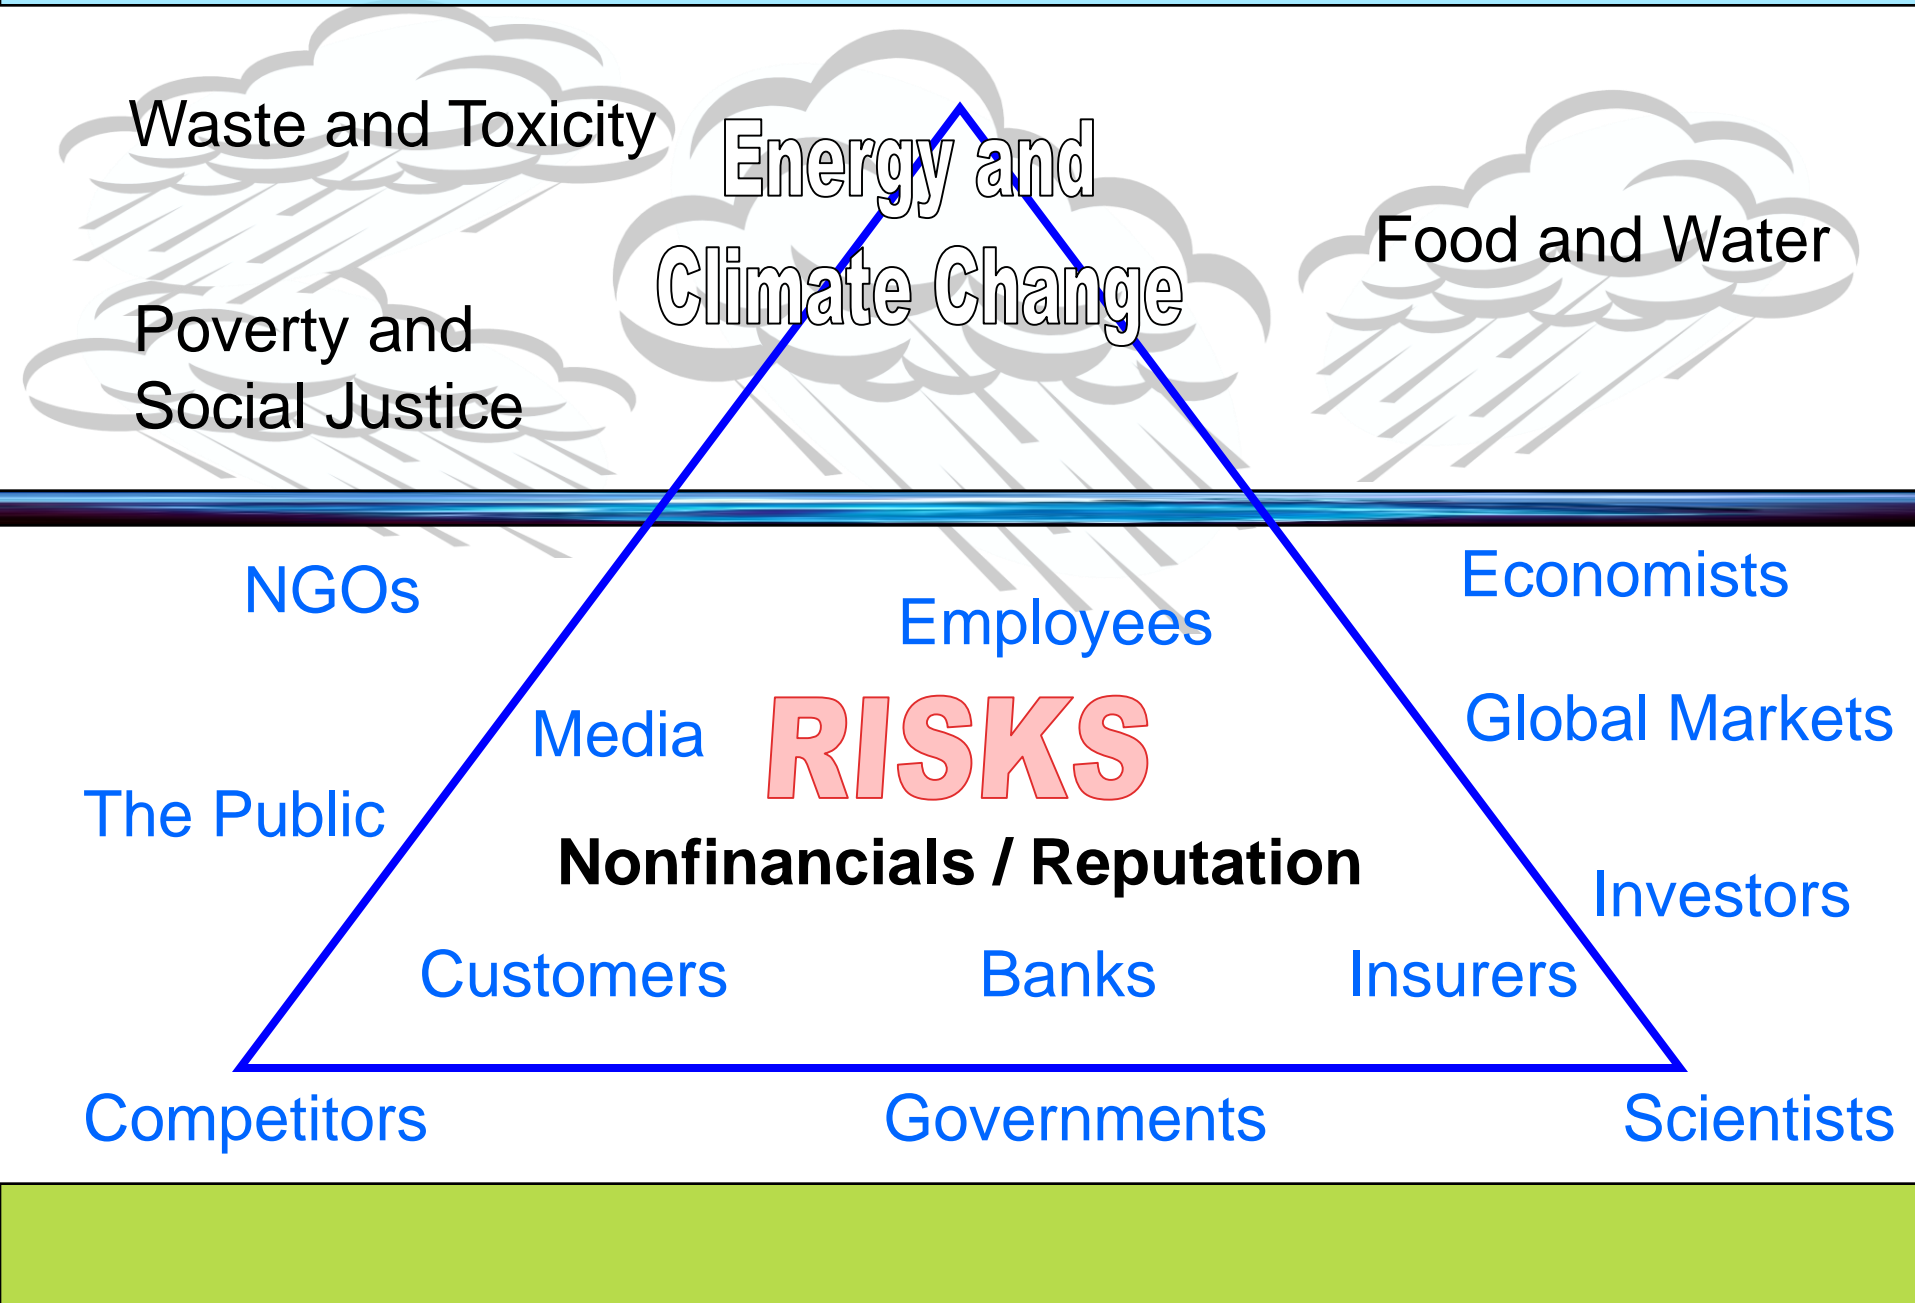 Waste and Toxicity
Energy and
Climate Change
Food and Water
Poverty and
Social Justice
NGOs
Economists
Employees
Media
RISKS
Global Markets
The Public
Nonfinancials / Reputation
Investors
Customers
Banks
Insurers
Competitors
Governments
Scientists